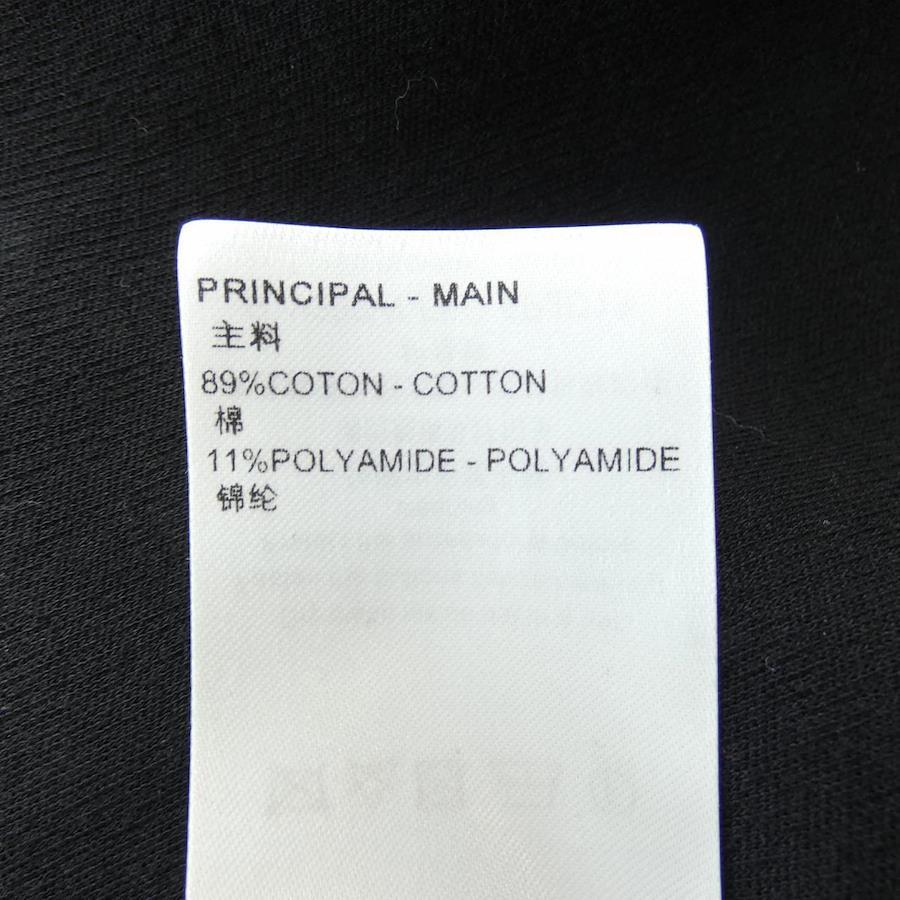 PRINCIPAL - MAIN
主料
89%COTON - COTTON
棉
11%POLYAMIDE - POLYAMIDE
锦纶